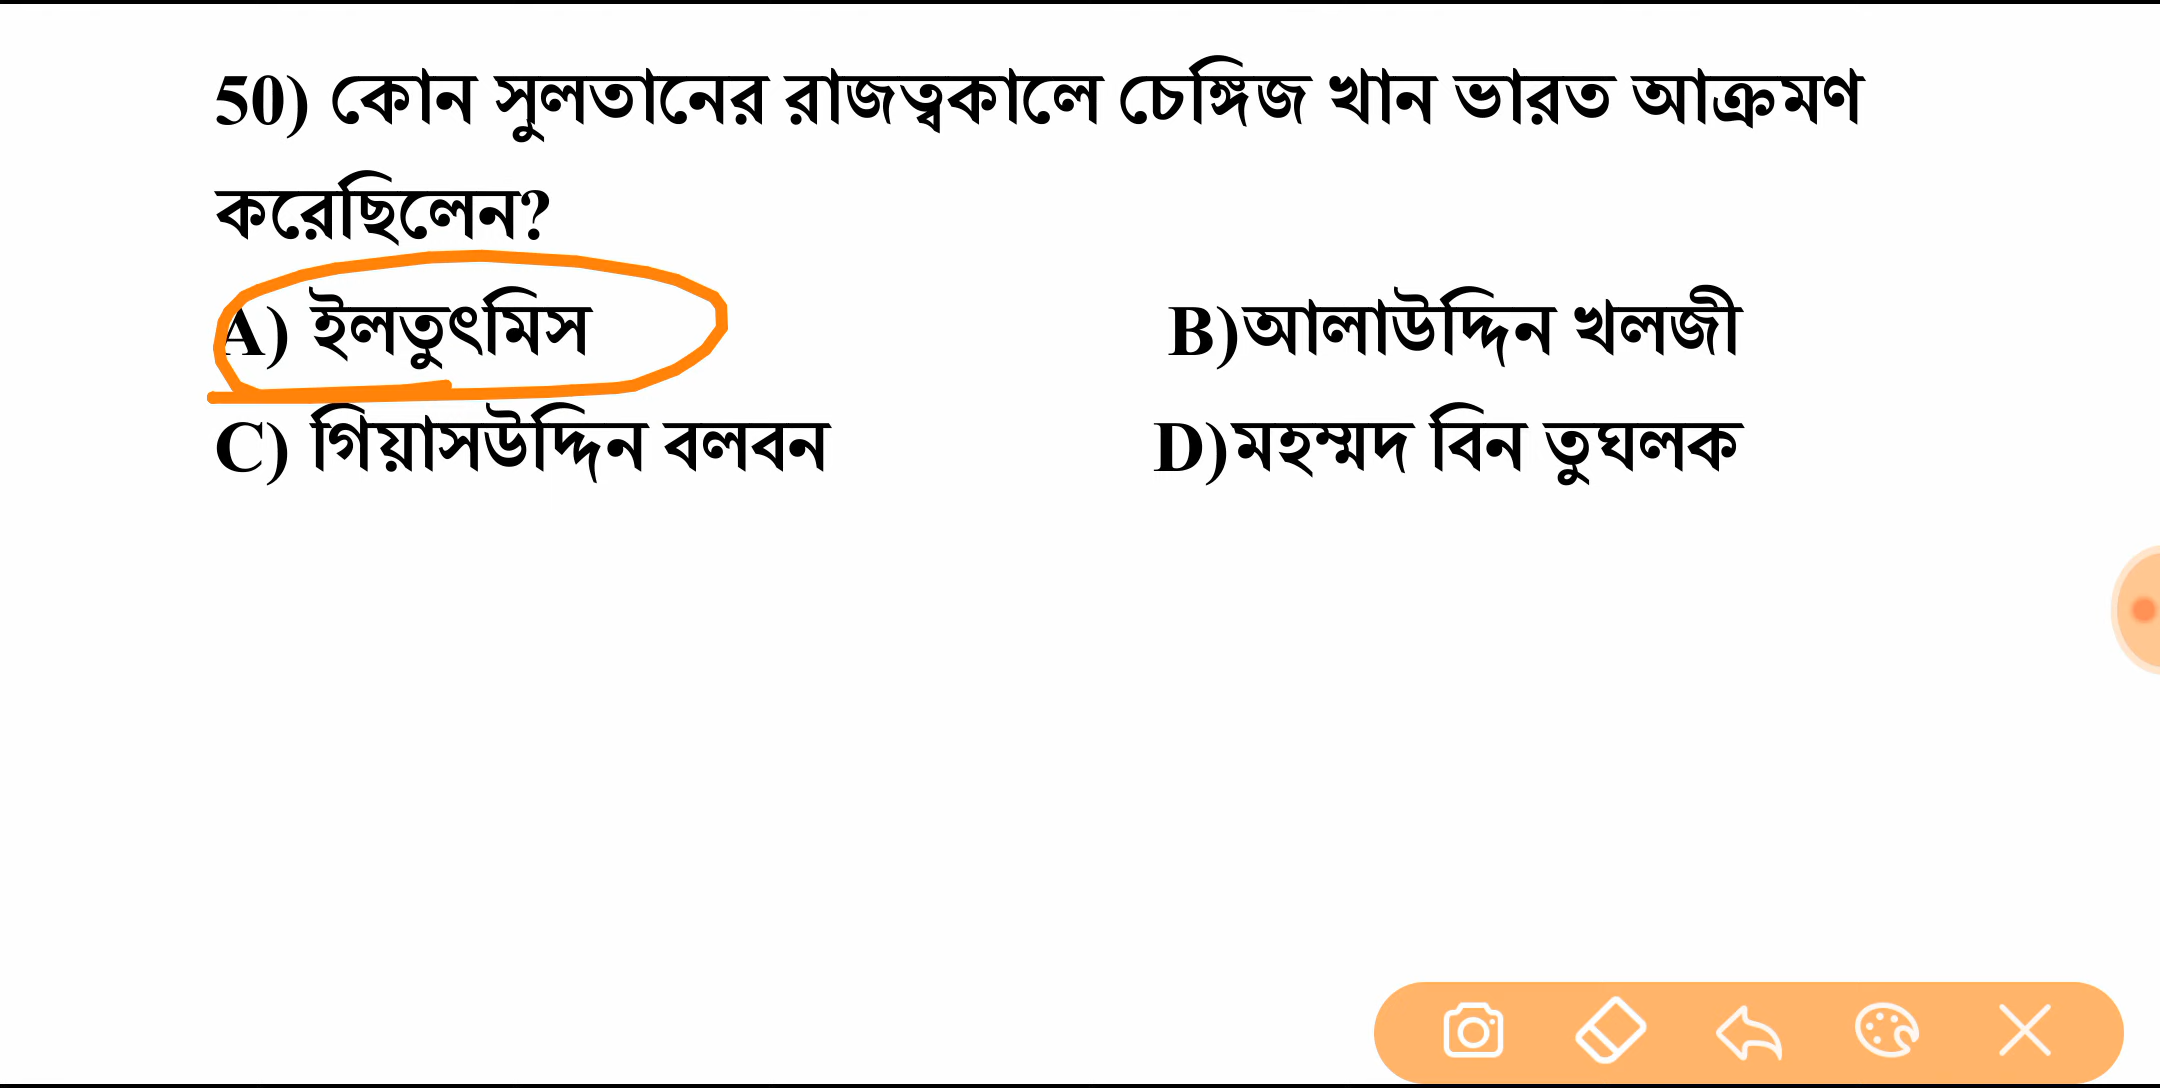 50) কোন সুলতানের রাজত্বকালে চেঙ্গিজ খান ভারত আক্রমণ
করেছিলেন?
A) ইলতুৎমিস B)আলাউদ্দিন খলজী
C) গিয়াসউদ্দিন বলবন D)মহম্মদ বিন তুঘলক